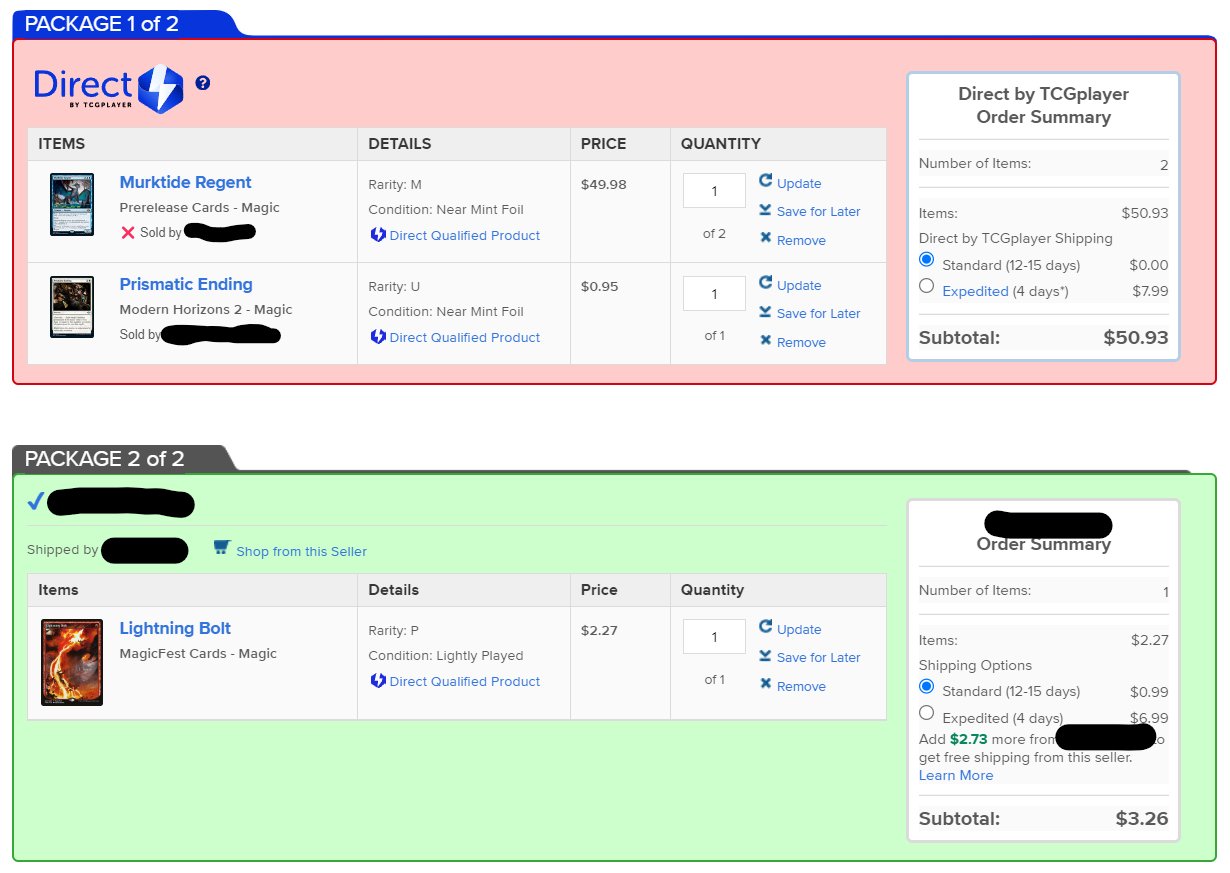 PACKAGE 1 of 2
Direct
BY TCGPLAYER
?
ITEMS DETAILS PRICE QUANTITY
Murktide Regent
Prerelease Cards - Magic
Sold by
Rarity: M
Condition: Near Mint Foil
Direct Qualified Product
$49.98
1
of 2
Update
Save for Later
Remove
Prismatic Ending
Modern Horizons 2 - Magic
Sold by
Rarity: U
Condition: Near Mint Foil
Direct Qualified Product
$0.95
1
of 1
Update
Save for Later
Remove
Direct by TCGplayer
Order Summary
Number of Items: 2
Items: $50.93
Direct by TCGplayer Shipping
Standard (12-15 days) $0.00
Expedited (4 days*) $7.99
Subtotal: $50.93
PACKAGE 2 of 2
Shipped by
Shop from this Seller
Items Details Price Quantity
Lightning Bolt
MagicFest Cards - Magic
Rarity: P
Condition: Lightly Played
Direct Qualified Product
$2.27
1
of 1
Update
Save for Later
Remove
Order Summary
Number of Items: 1
Items: $2.27
Shipping Options
Standard (12-15 days) $0.99
Expedited (4 days) $6.99
Add $2.73 more from to
get free shipping from this seller.
Learn More
Subtotal: $3.26